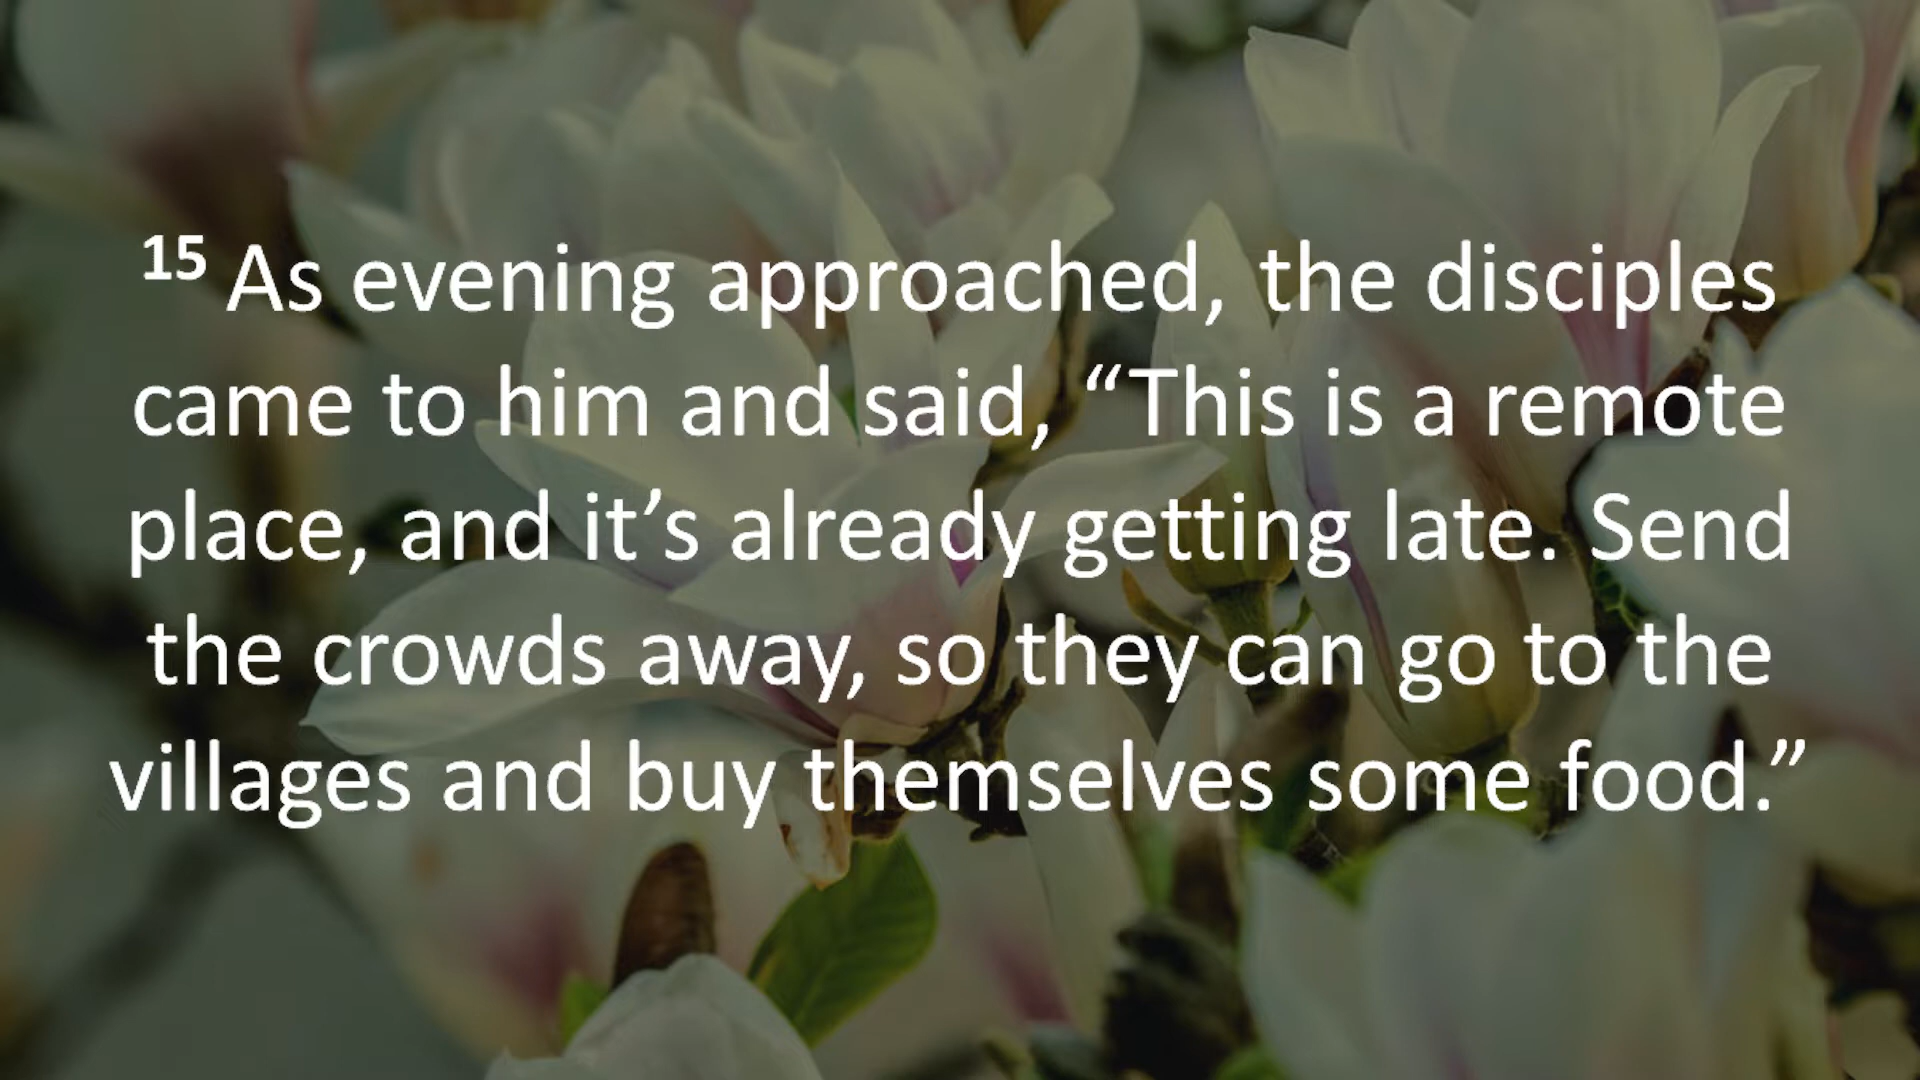 15 As evening approached, the disciples
came to him and said, “This is a remote
place, and it’s already getting late. Send
the crowds away, so they can go to the
villages and buy themselves some food.”